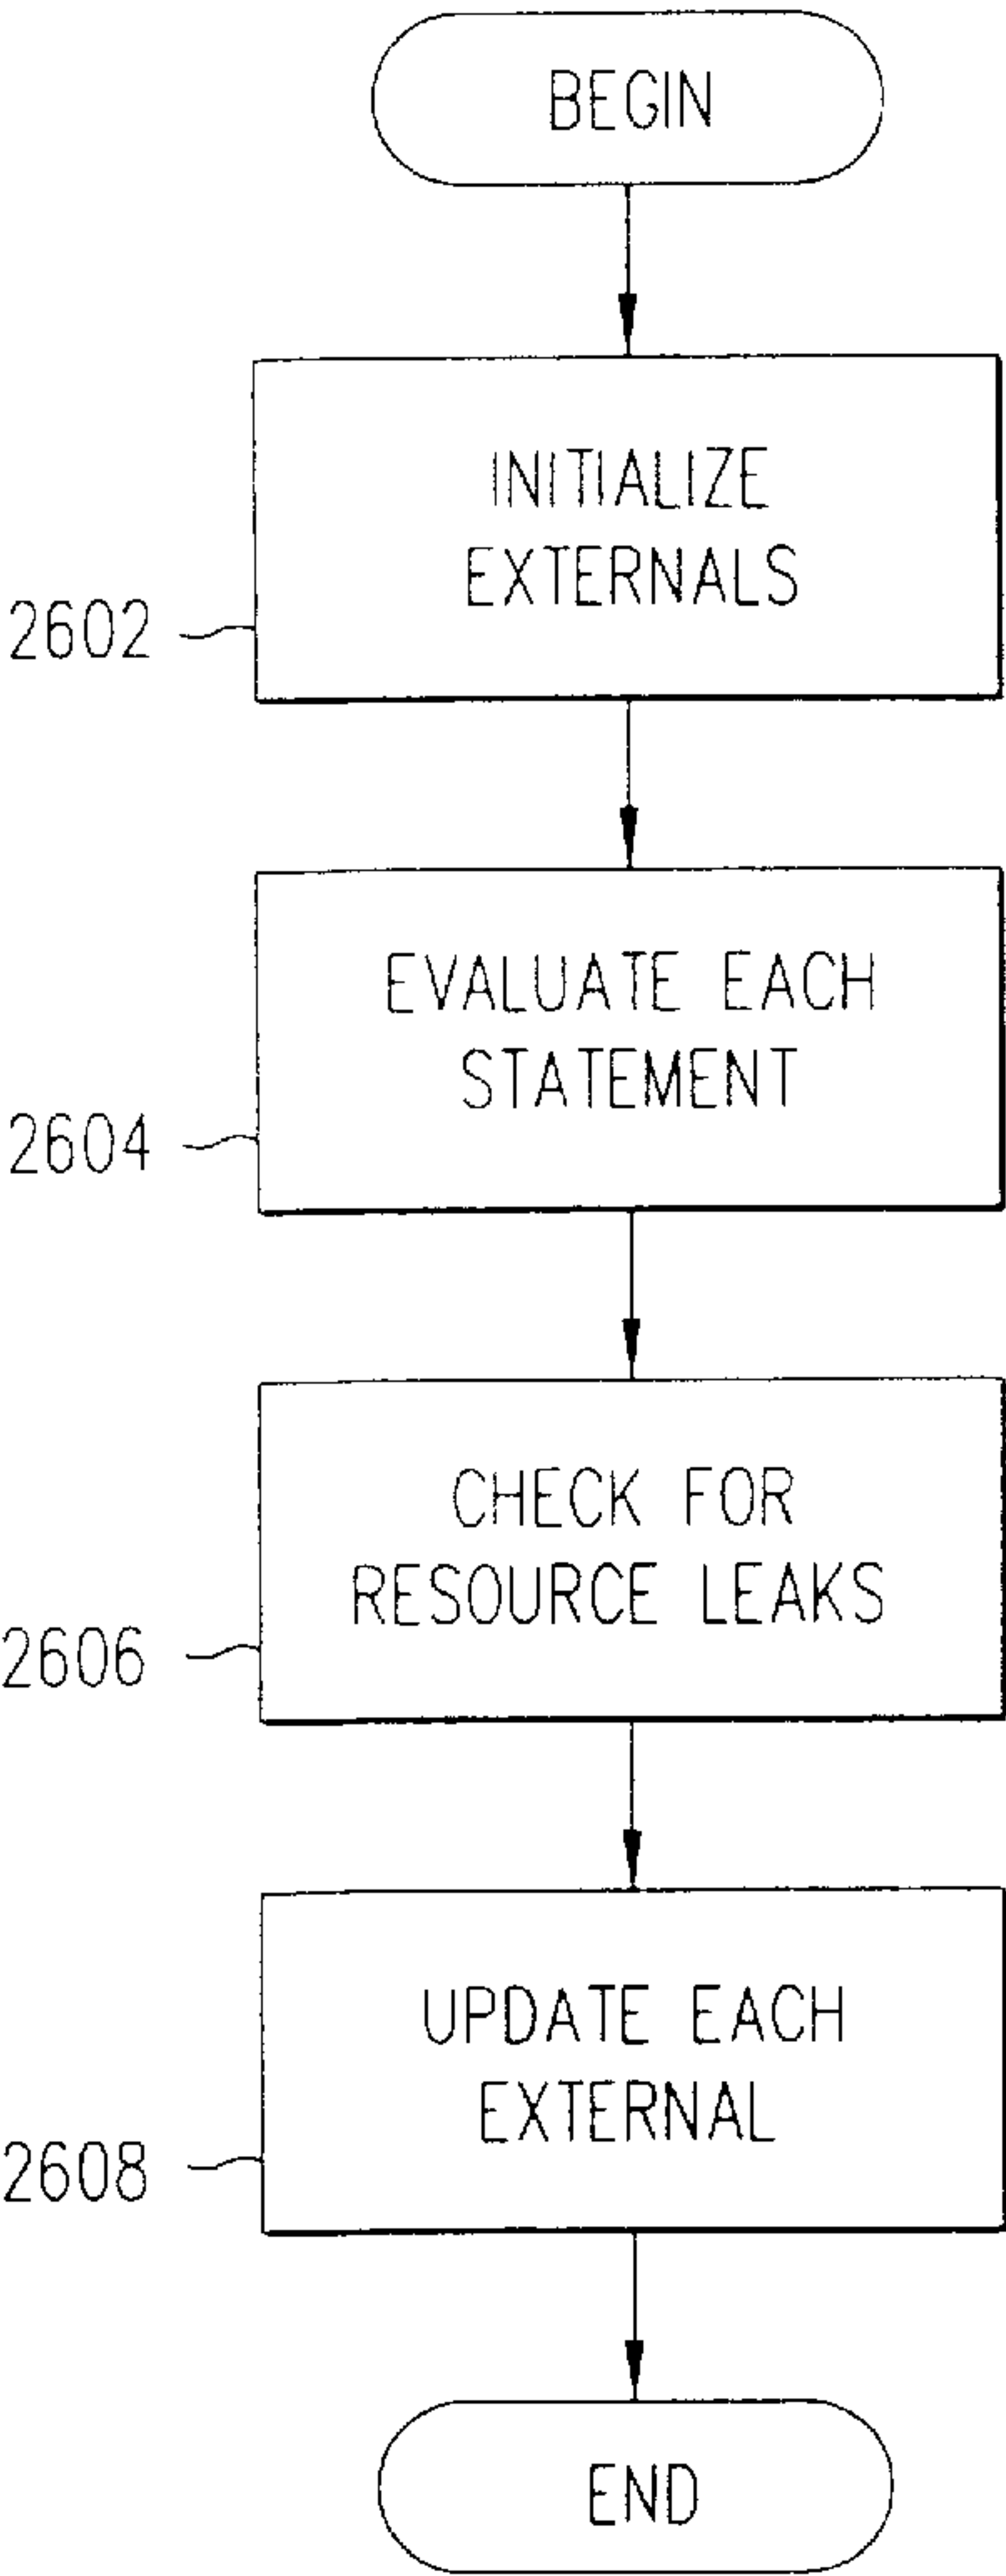 BEGIN
INITIALIZE
EXTERNALS
2602
EVALUATE EACH
STATEMENT
2604
CHECK FOR
RESOURCE LEAKS
2606
UPDATE EACH
EXTERNAL
2608
END